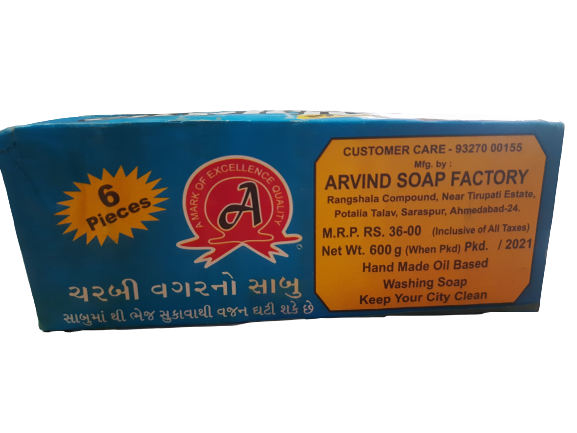 6
Pieces
A MARK OF EXCELLENCE QUALITY
A
ચરબી વગરનો સાબુ
સાબુમાં થી ભેજ સુકાવાથી વજન ઘટી શકે છે
CUSTOMER CARE - 93270 00155
Mfg. by :
ARVIND SOAP FACTORY
Rangshala Compound, Near Tirupati Estate,
Potalia Talav, Saraspur, Ahmedabad-24.
M.R.P. RS. 36-00 (Inclusive of All Taxes)
Net Wt. 600 g (When Pkd) Pkd. / 2021
Hand Made Oil Based
Washing Soap
Keep Your City Clean